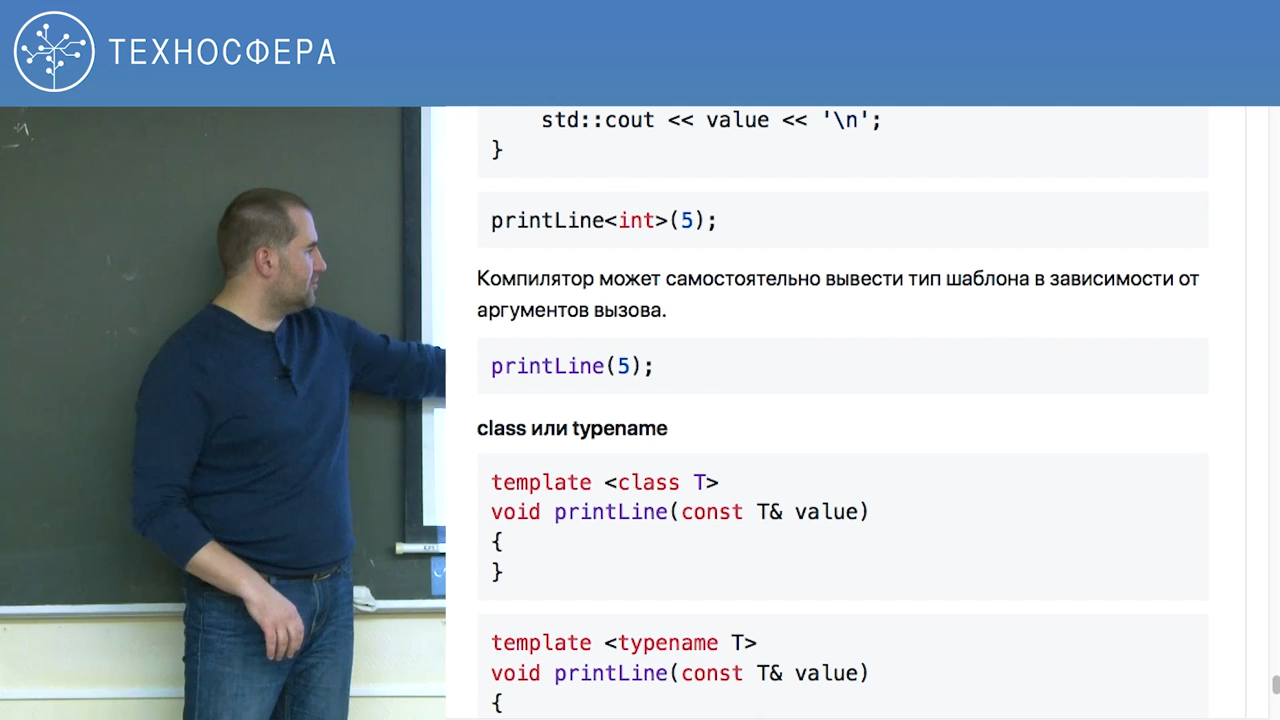 ТЕХНОСФЕРА
std::cout << value << '\n';
}
printLine<int>(5);
Компилятор может самостоятельно вывести тип шаблона в зависимости от
аргументов вызова.
printLine(5);
class или typename
template <class T>
void printLine(const T& value)
{
}
template <typename T>
void printLine(const T& value)
{